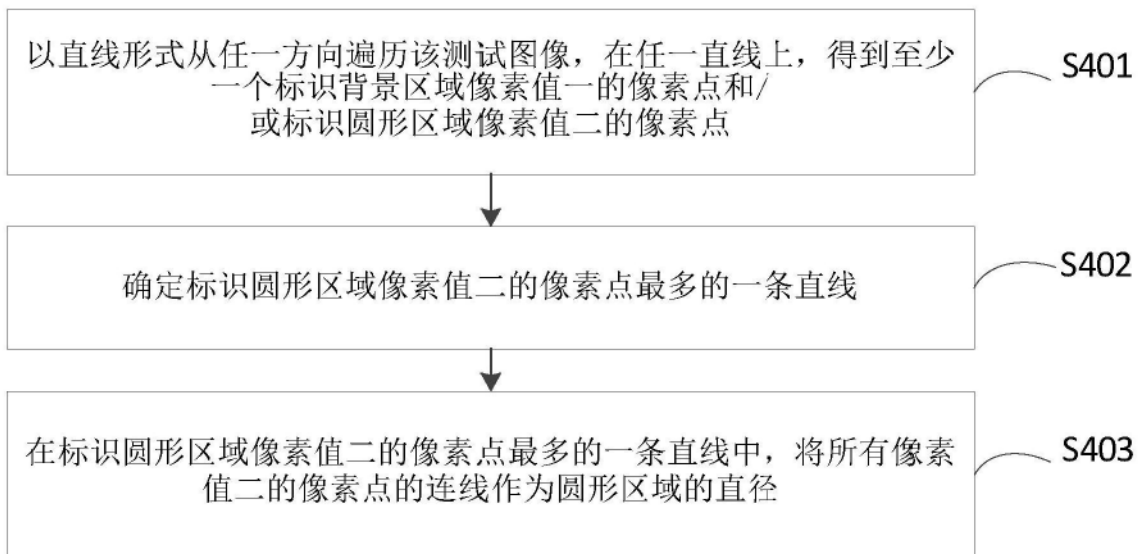 以直线形式从任一方向遍历该测试图像，在任一直线上，得到至少
一个标识背景区域像素值一的像素点和/
或标识圆形区域像素值二的像素点
S401
确定标识圆形区域像素值二的像素点最多的一条直线
S402
在标识圆形区域像素值二的像素点最多的一条直线中，将所有像素
值二的像素点的连线作为圆形区域的直径
S403